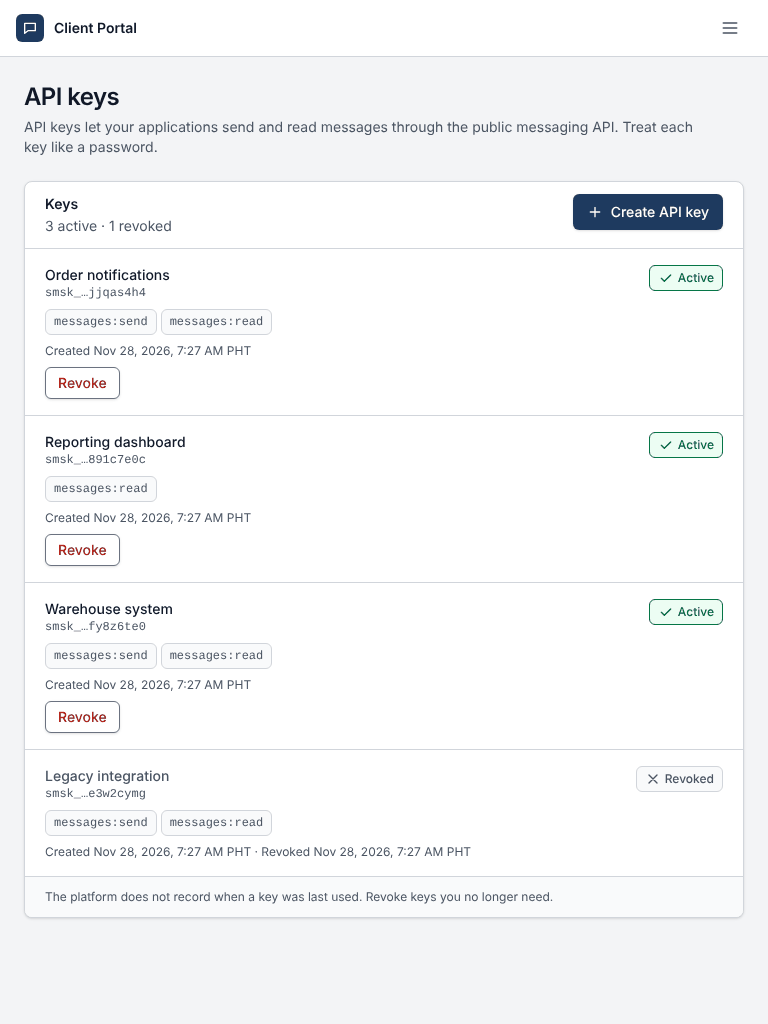 Client Portal
API keys
API keys let your applications send and read messages through the public messaging API. Treat each
key like a password.
Keys
3 active · 1 revoked
Create API key
Order notifications
Active
smsk_…jjqas4h4
messages:send messages:read
Created Nov 28, 2026, 7:27 AM PHT
Revoke
Reporting dashboard
Active
smsk_…891c7e0c
messages:read
Created Nov 28, 2026, 7:27 AM PHT
Revoke
Warehouse system
Active
smsk_…fy8z6te0
messages:send messages:read
Created Nov 28, 2026, 7:27 AM PHT
Revoke
Legacy integration
Revoked
smsk_…e3w2cymg
messages:send messages:read
Created Nov 28, 2026, 7:27 AM PHT · Revoked Nov 28, 2026, 7:27 AM PHT
The platform does not record when a key was last used. Revoke keys you no longer need.